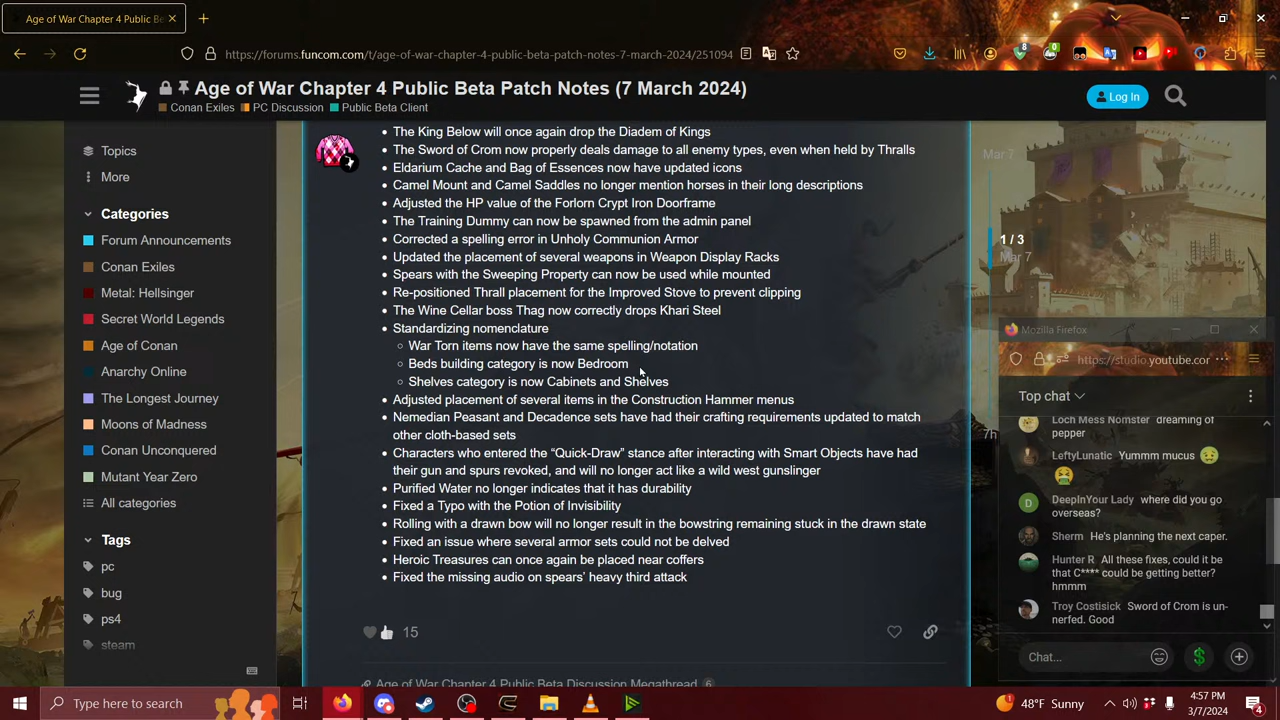 Age of War Chapter 4 Public Be
https://forums.funcom.com/t/age-of-war-chapter-4-public-beta-patch-notes-7-march-2024/251094
8
0
Age of War Chapter 4 Public Beta Patch Notes (7 March 2024)
Conan Exiles PC Discussion Public Beta Client
Log In
Topics
More
Categories
Forum Announcements
Conan Exiles
Metal: Hellsinger
Secret World Legends
Age of Conan
Anarchy Online
The Longest Journey
Moons of Madness
Conan Unconquered
Mutant Year Zero
All categories
Tags
pc
bug
ps4
steam
The King Below will once again drop the Diadem of Kings
The Sword of Crom now properly deals damage to all enemy types, even when held by Thralls
Eldarium Cache and Bag of Essences now have updated icons
Camel Mount and Camel Saddles no longer mention horses in their long descriptions
Adjusted the HP value of the Forlorn Crypt Iron Doorframe
The Training Dummy can now be spawned from the admin panel
Corrected a spelling error in Unholy Communion Armor
Updated the placement of several weapons in Weapon Display Racks
Spears with the Sweeping Property can now be used while mounted
Re-positioned Thrall placement for the Improved Stove to prevent clipping
The Wine Cellar boss Thag now correctly drops Khari Steel
Standardizing nomenclature
War Torn items now have the same spelling/notation
Beds building category is now Bedroom
Shelves category is now Cabinets and Shelves
Adjusted placement of several items in the Construction Hammer menus
Nemedian Peasant and Decadence sets have had their crafting requirements updated to match
other cloth-based sets
Characters who entered the “Quick-Draw” stance after interacting with Smart Objects have had
their gun and spurs revoked, and will no longer act like a wild west gunslinger
Purified Water no longer indicates that it has durability
Fixed a Typo with the Potion of Invisibility
Rolling with a drawn bow will no longer result in the bowstring remaining stuck in the drawn state
Fixed an issue where several armor sets could not be delved
Heroic Treasures can once again be placed near coffers
Fixed the missing audio on spears’ heavy third attack
15
Age of War Chapter 4 Public Beta Discussion Megathread 6
Mar 7
1 / 3
Mar 7
7h
Mozilla Firefox
https://studio.youtube.cor
Top chat
Loch Mess Nomster dreaming of
pepper
LeftyLunatic Yummm mucus
D DeepInYour Lady where did you go
overseas?
Sherm He's planning the next caper.
Hunter R All these fixes, could it be
that C**** could be getting better?
hmmm
Troy Costisick Sword of Crom is un-
nerfed. Good
Chat...
Type here to search
1
48°F Sunny
4:57 PM
3/7/2024
4